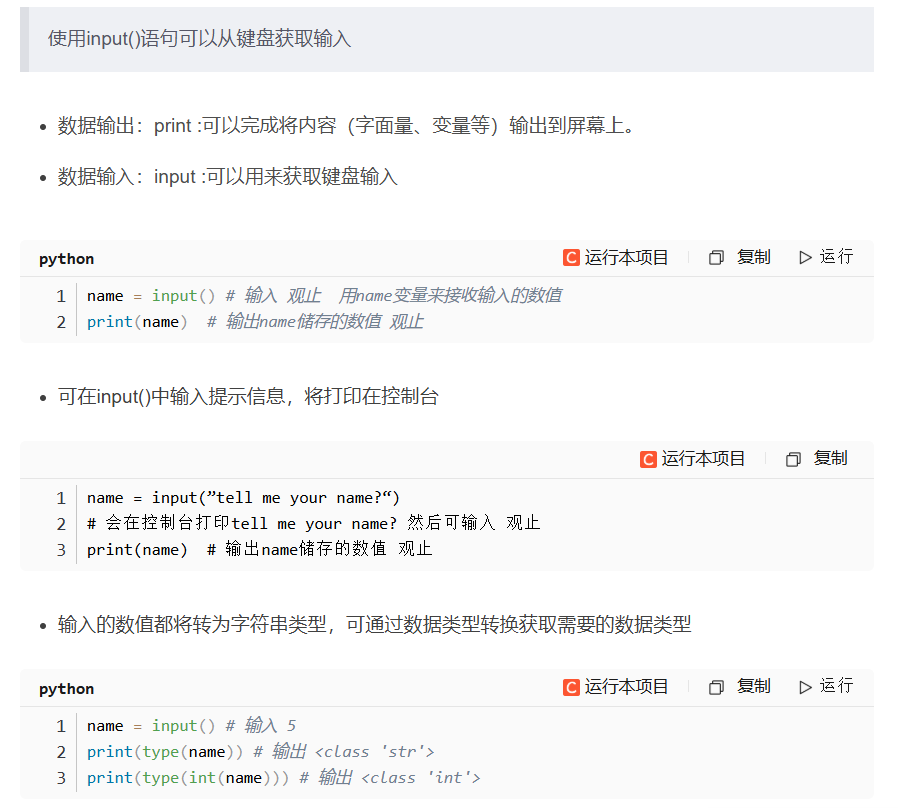 使用input()语句可以从键盘获取输入
数据输出：print :可以完成将内容（字面量、变量等）输出到屏幕上。
数据输入：input :可以用来获取键盘输入
python C 运行本项目 复制 运行
1 name = input() # 输入 观止  用name变量来接收输入的数值
2 print(name)  # 输出name储存的数值 观止
可在input()中输入提示信息，将打印在控制台
C 运行本项目 复制
1 name = input(”tell me your name?“)
2 # 会在控制台打印tell me your name? 然后可输入 观止
3 print(name)  # 输出name储存的数值 观止
输入的数值都将转为字符串类型，可通过数据类型转换获取需要的数据类型
python C 运行本项目 复制 运行
1 name = input() # 输入 5
2 print(type(name)) # 输出 <class 'str'>
3 print(type(int(name))) # 输出 <class 'int'>